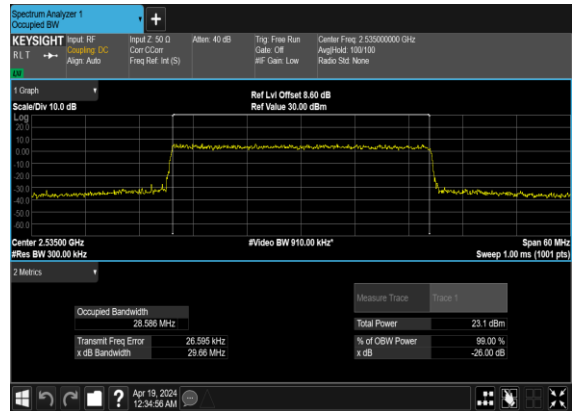 Spectrum Analyzer 1
Occupied BW
+
KEYSIGHT Input: RF Input Z: 50 Ω Atten: 40 dB Trig: Free Run Center Freq: 2.535000000 GHz
RLT Coupling: DC Corr CCorr Gate: Off Avg|Hold: 100/100
Align: Auto Freq Ref: Int (S) #IF Gain: Low Radio Std: None
LW
1 Graph
Ref Lvl Offset 8.60 dB
Scale/Div 10.0 dB Ref Value 30.00 dBm
Log
20.0
10.0
0.00
-10.0
-20.0
-30.0
-40.0
-50.0
-60.0
Center 2.53500 GHz #Video BW 910.00 kHz* Span 60 MHz
#Res BW 300.00 kHz Sweep 1.00 ms (1001 pts)
2 Metrics
Measure Trace Trace 1
Occupied Bandwidth
28.586 MHz Total Power 23.1 dBm
Transmit Freq Error 26.595 kHz % of OBW Power 99.00 %
x dB Bandwidth 29.66 MHz x dB -26.00 dB
? Apr 19, 2024
12:34:56 AM